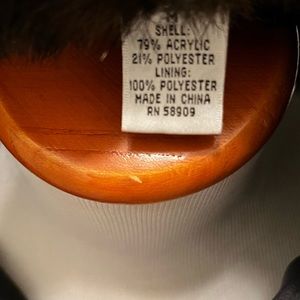 M
SHELL:
79% ACRYLIC
21% POLYESTER
LINING:
100% POLYESTER
MADE IN CHINA
RN 58909